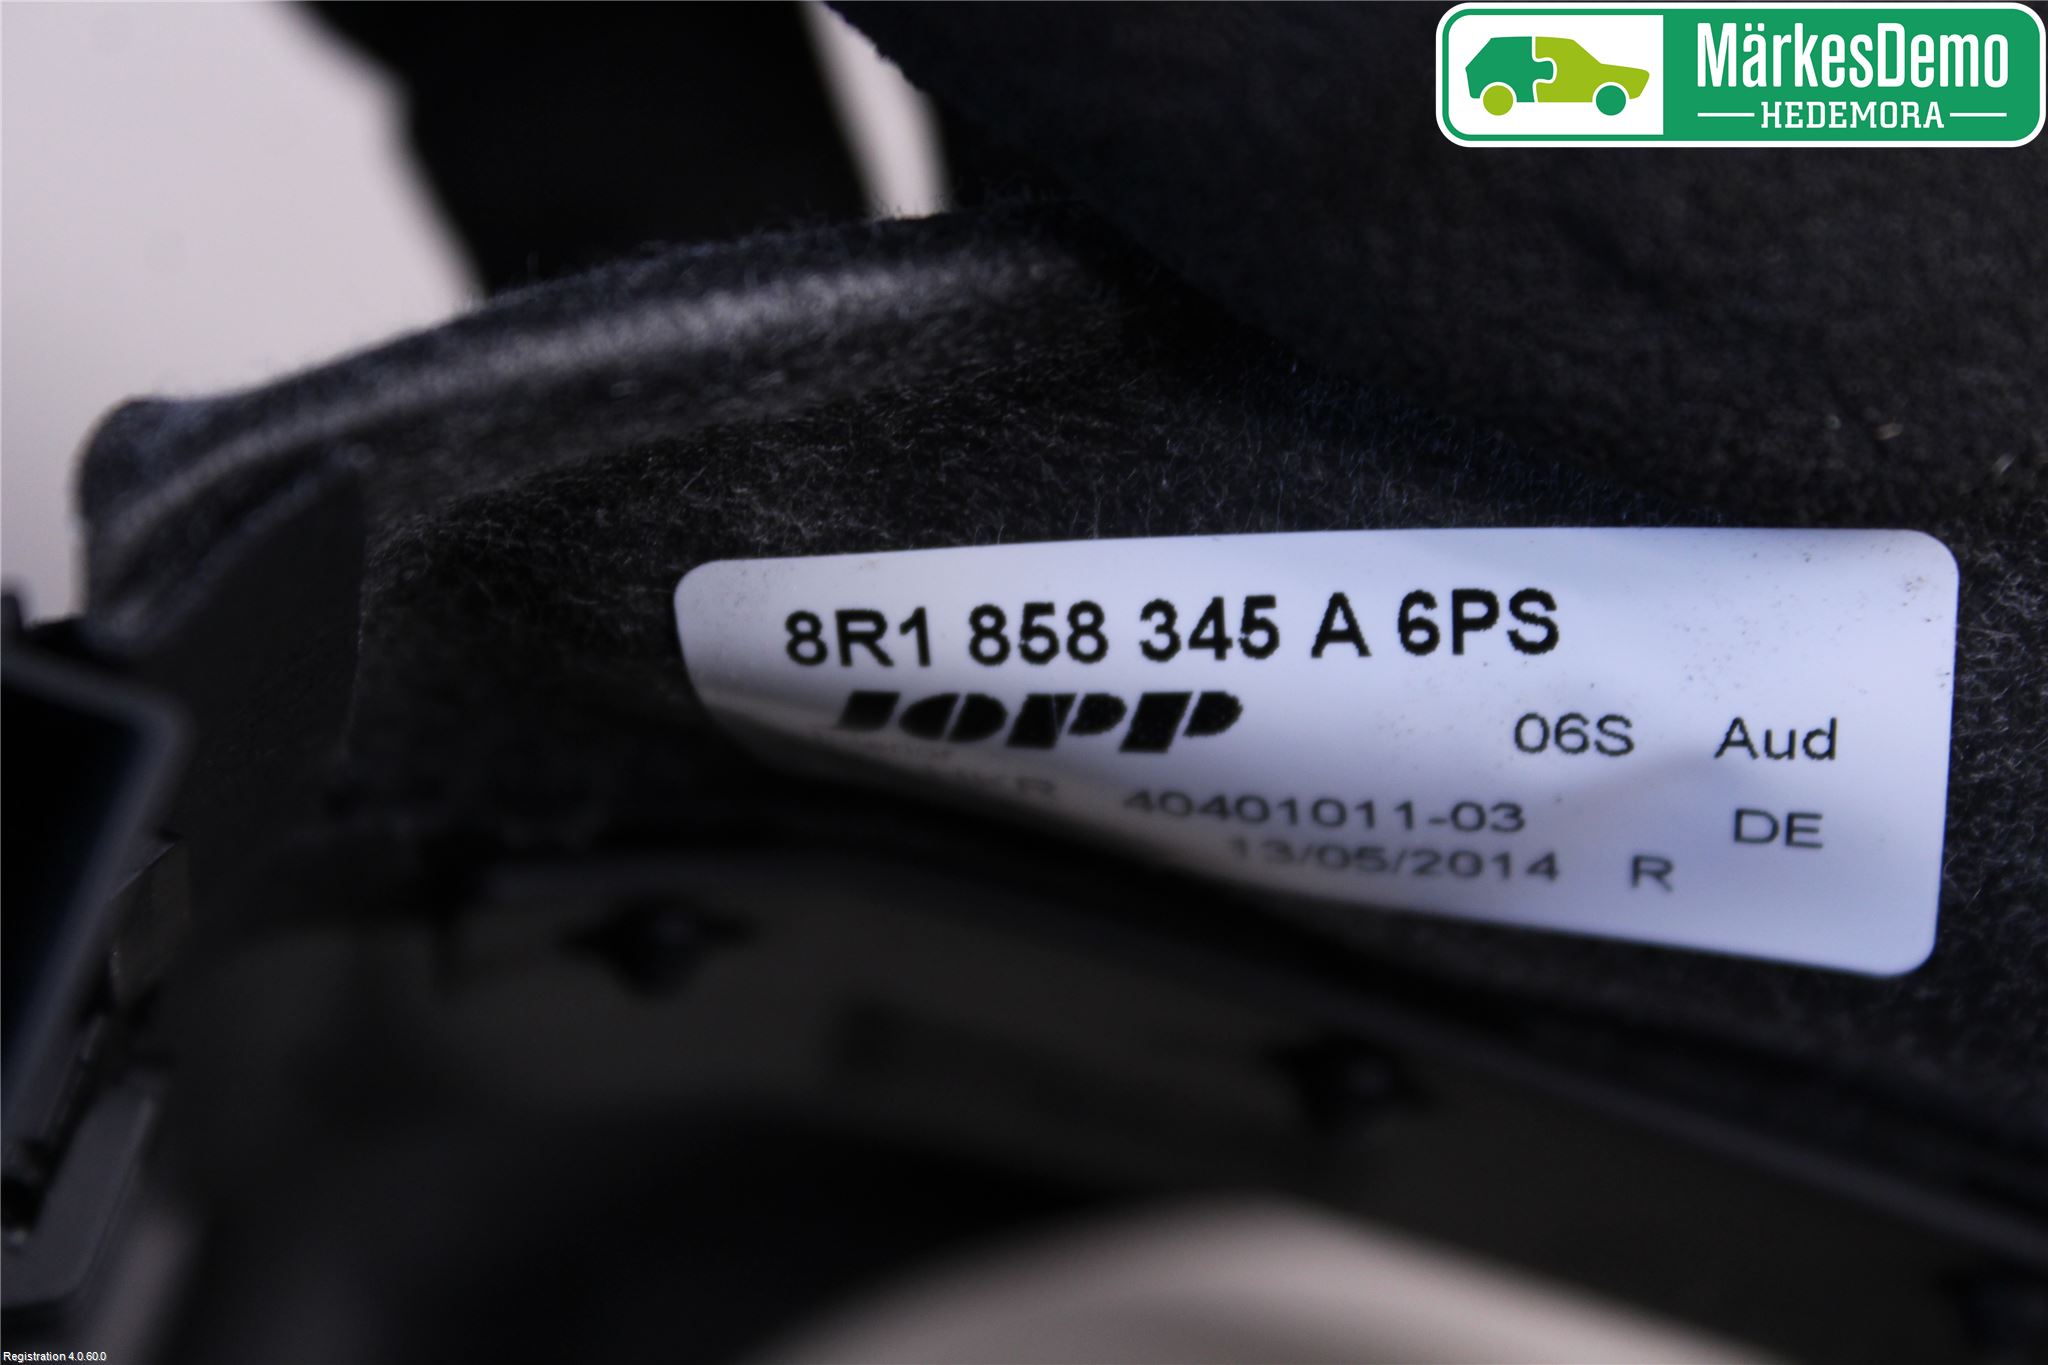 MärkesDemo
HEDEMORA
8R1 858 345 A 6PS
JOPP 06S Aud
40401011-03 DE
13/05/2014 R
Registration 4.0.60.0